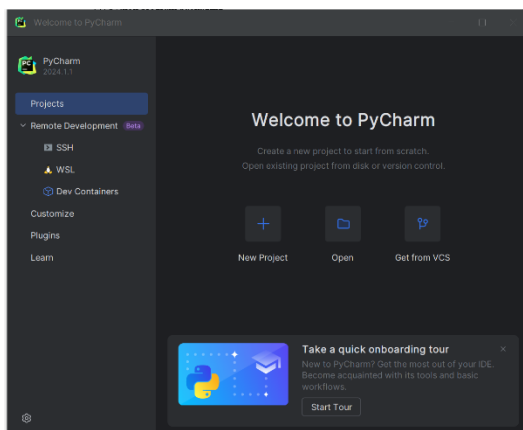 Welcome to PyCharm
PC
PyCharm
2024.1.1
Projects
Remote Development Beta
SSH
WSL
Dev Containers
Customize
Plugins
Learn
Welcome to PyCharm
Create a new project to start from scratch.
Open existing project from disk or version control.
New Project
Open
Get from VCS
Take a quick onboarding tour
New to PyCharm? Get the most out of your IDE.
Become acquainted with its tools and basic
workflows.
Start Tour